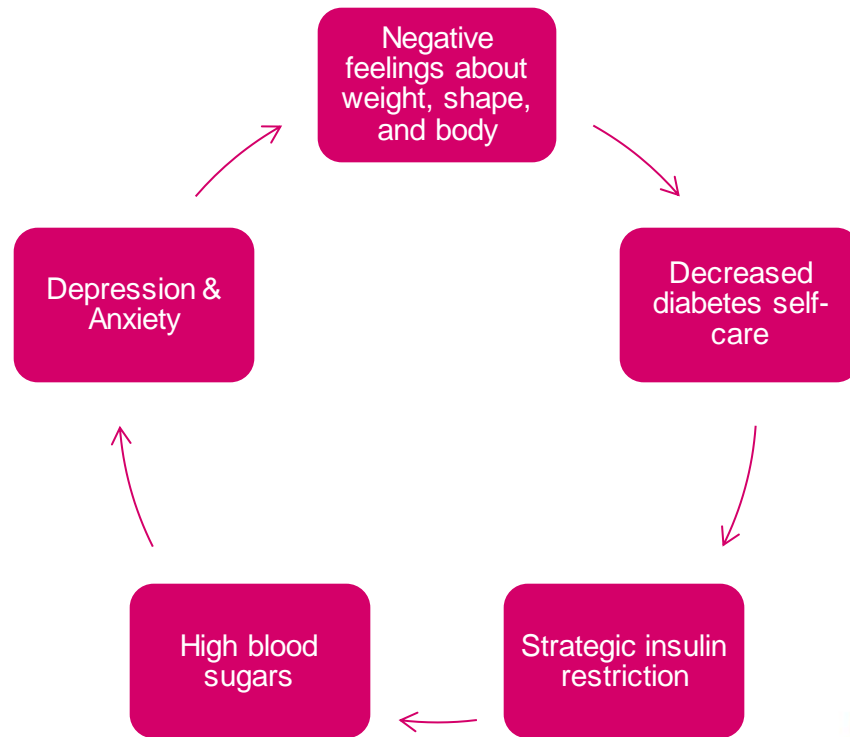 Negative
feelings about
weight, shape,
and body
Decreased
diabetes self-
care
Strategic insulin
restriction
High blood
sugars
Depression &
Anxiety